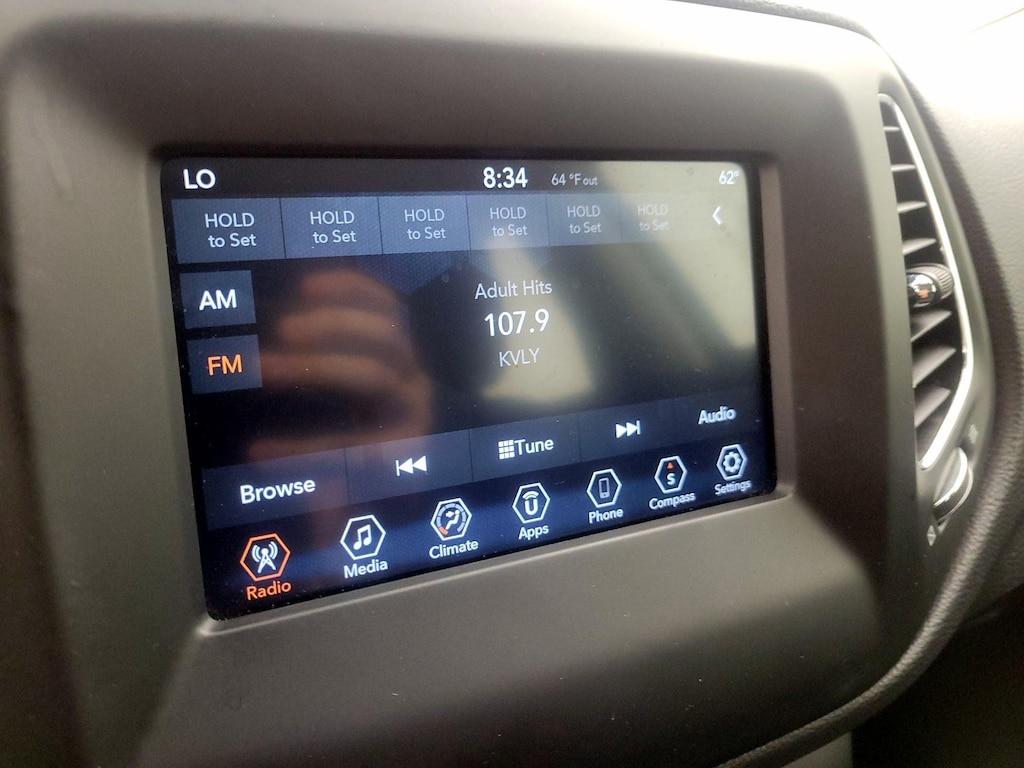 LO 8:34 64 °F out 62°
HOLD HOLD HOLD HOLD HOLD HOLD
to Set to Set to Set to Set to Set to Set
AM
Adult Hits
107.9
FM
KVLY
Browse Tune Audio
Radio Media Climate U Apps Phone S Compass Settings